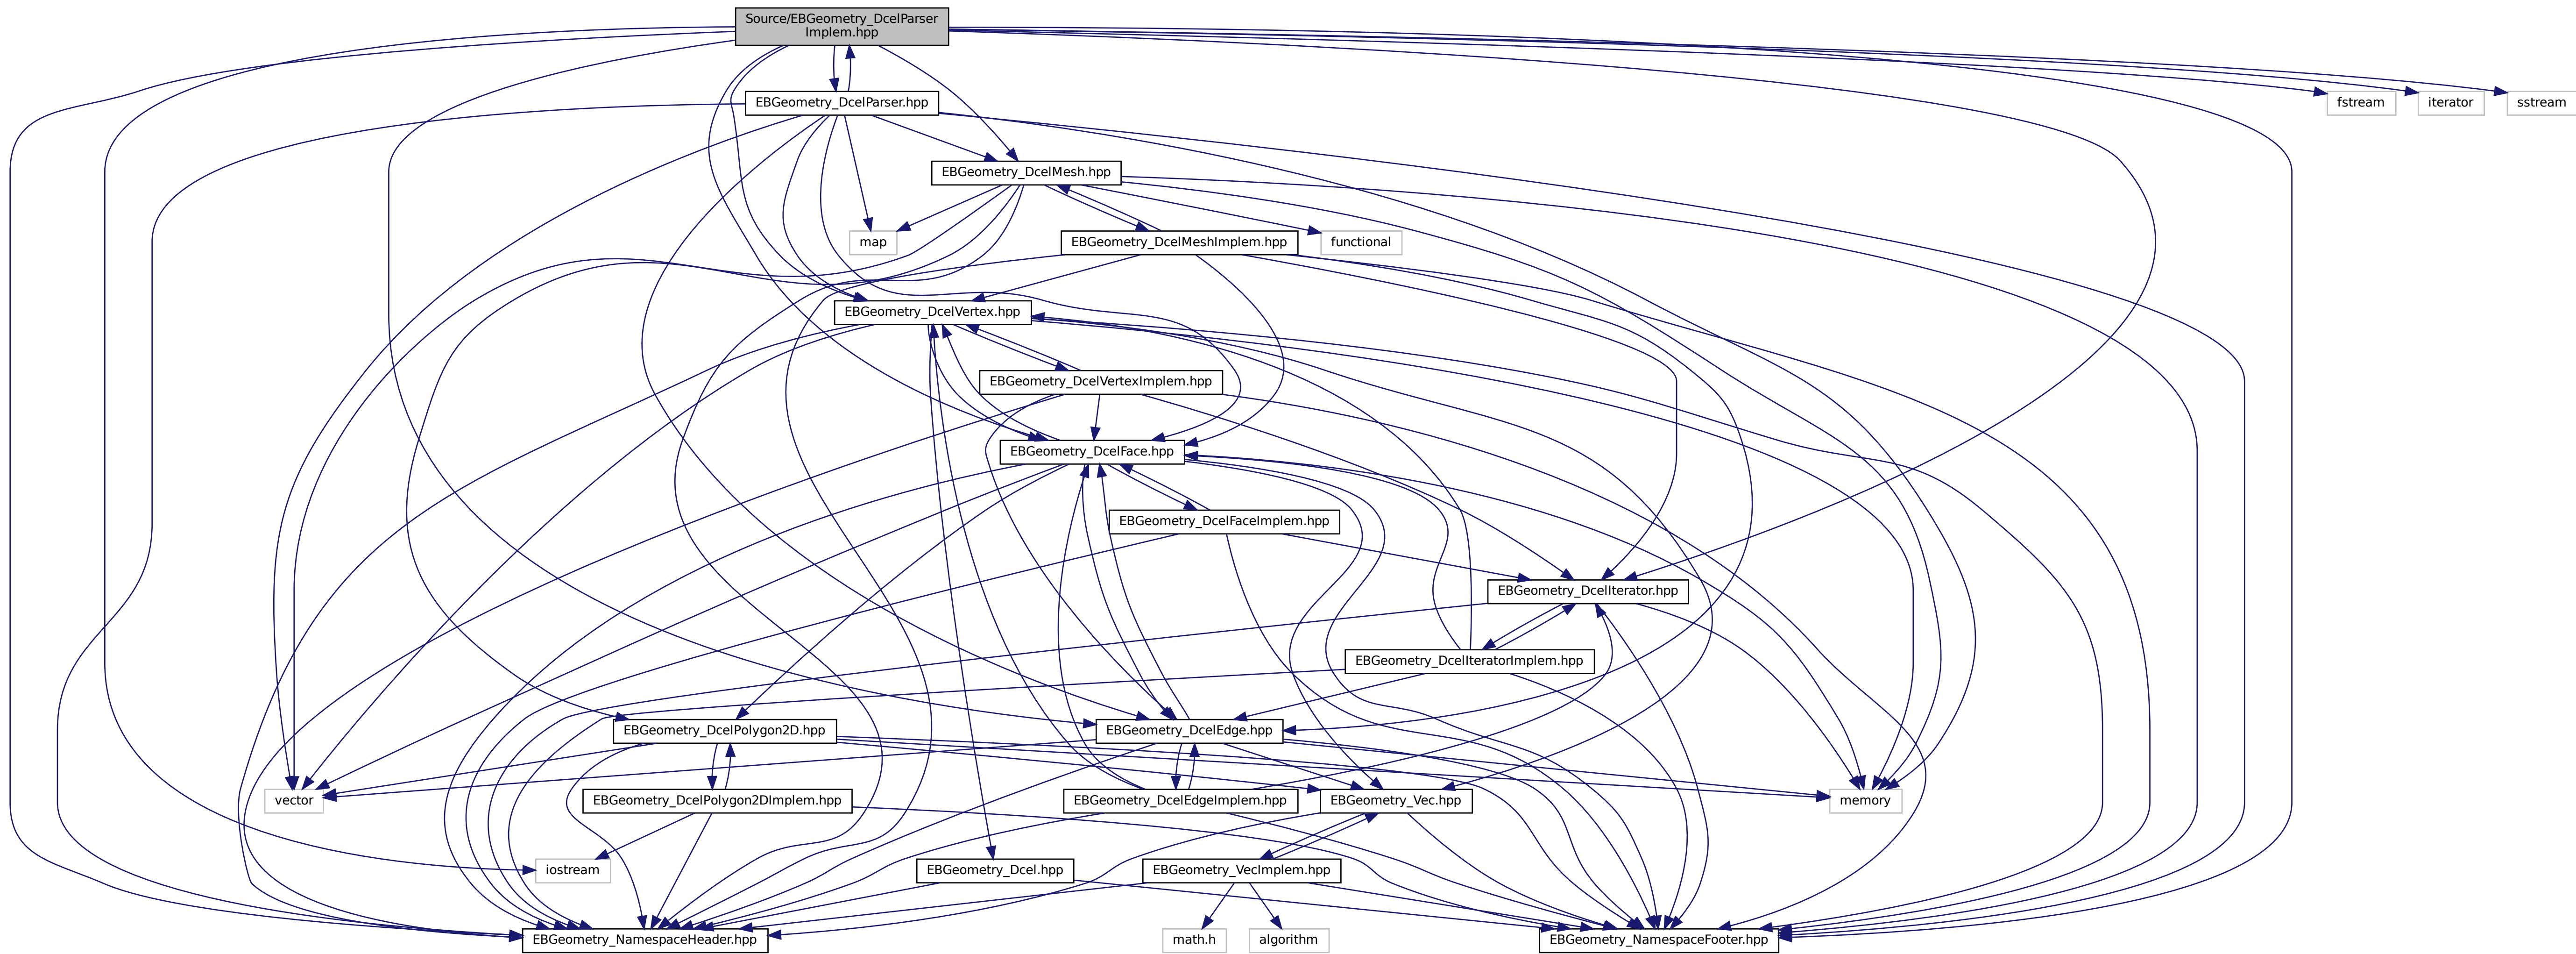 Source/EBGeometry_DcelParser
Implem.hpp
EBGeometry_DcelParser.hpp
fstream
iterator
sstream
EBGeometry_DcelMesh.hpp
map
EBGeometry_DcelMeshImplem.hpp
functional
EBGeometry_DcelVertex.hpp
EBGeometry_DcelVertexImplem.hpp
EBGeometry_DcelFace.hpp
EBGeometry_DcelFaceImplem.hpp
EBGeometry_DcelIterator.hpp
EBGeometry_DcelIteratorImplem.hpp
EBGeometry_DcelPolygon2D.hpp
EBGeometry_DcelEdge.hpp
vector
EBGeometry_DcelPolygon2DImplem.hpp
EBGeometry_DcelEdgeImplem.hpp
EBGeometry_Vec.hpp
memory
iostream
EBGeometry_Dcel.hpp
EBGeometry_VecImplem.hpp
EBGeometry_NamespaceHeader.hpp
math.h
algorithm
EBGeometry_NamespaceFooter.hpp